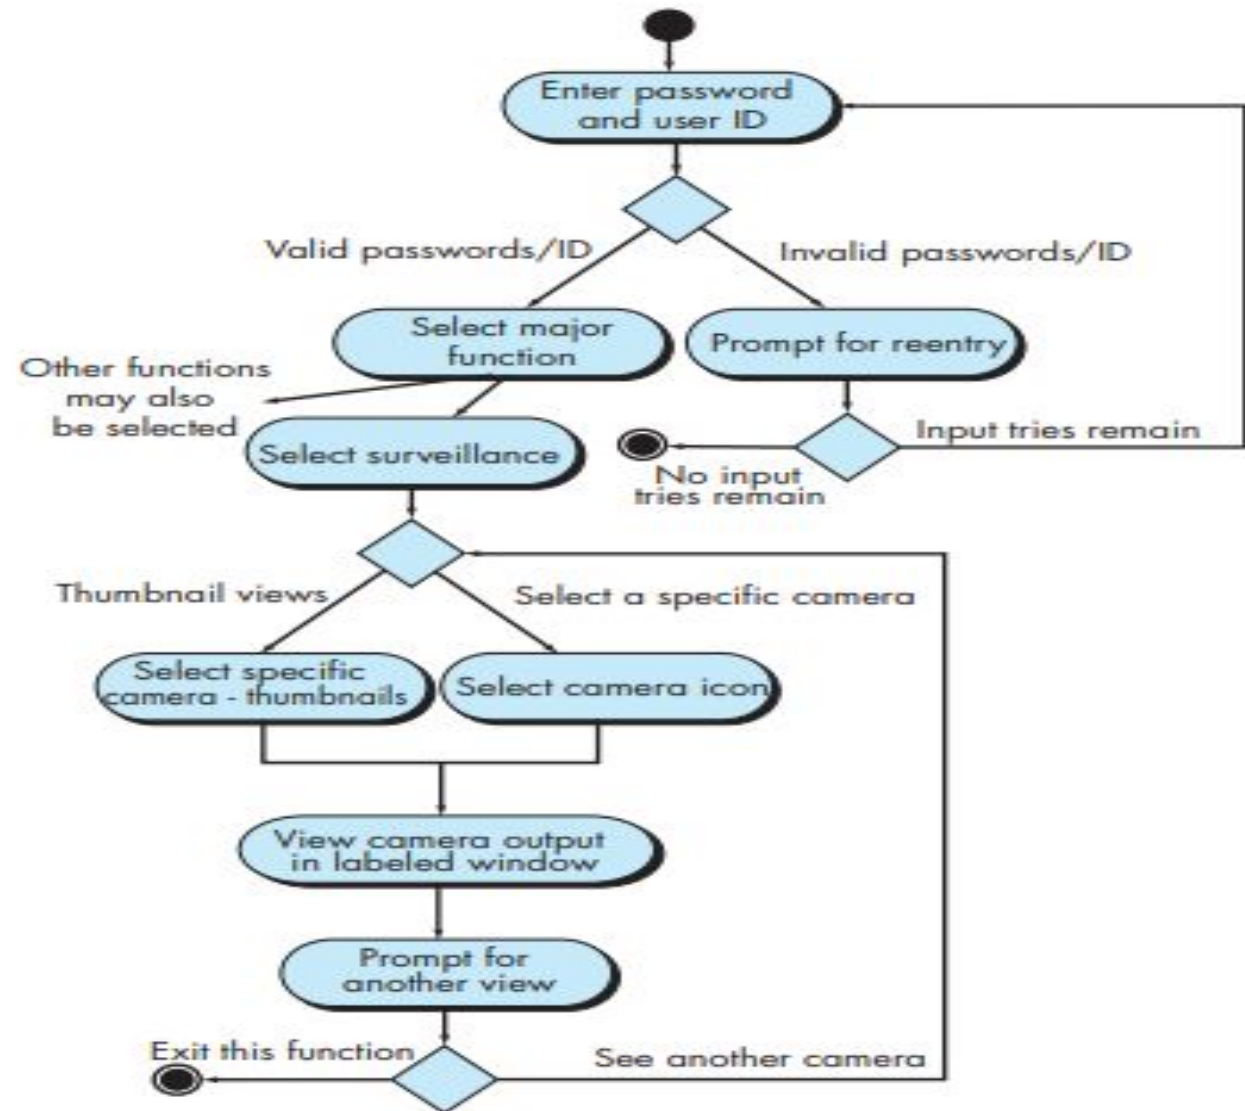 Enter password
and user ID
Valid passwords/ID
Invalid passwords/ID
Select major
function
Prompt for reentry
Other functions
may also
be selected
Select surveillance
Input tries remain
No input
tries remain
Thumbnail views
Select a specific camera
Select specific
camera - thumbnails
Select camera icon
View camera output
in labeled window
Prompt for
another view
Exit this function
See another camera